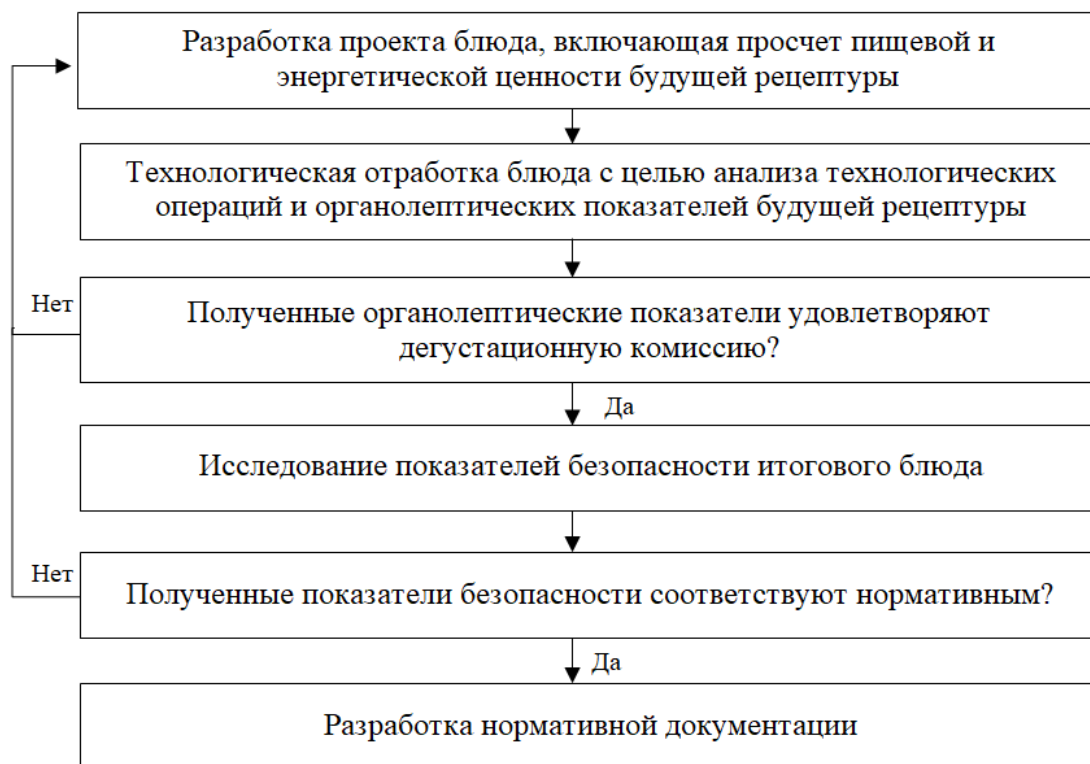 Разработка проекта блюда, включающая просчет пищевой и
энергетической ценности будущей рецептуры
Технологическая отработка блюда с целью анализа технологических
операций и органолептических показателей будущей рецептуры
Нет
Полученные органолептические показатели удовлетворяют
дегустационную комиссию?
Да
Исследование показателей безопасности итогового блюда
Нет
Полученные показатели безопасности соответствуют нормативным?
Да
Разработка нормативной документации